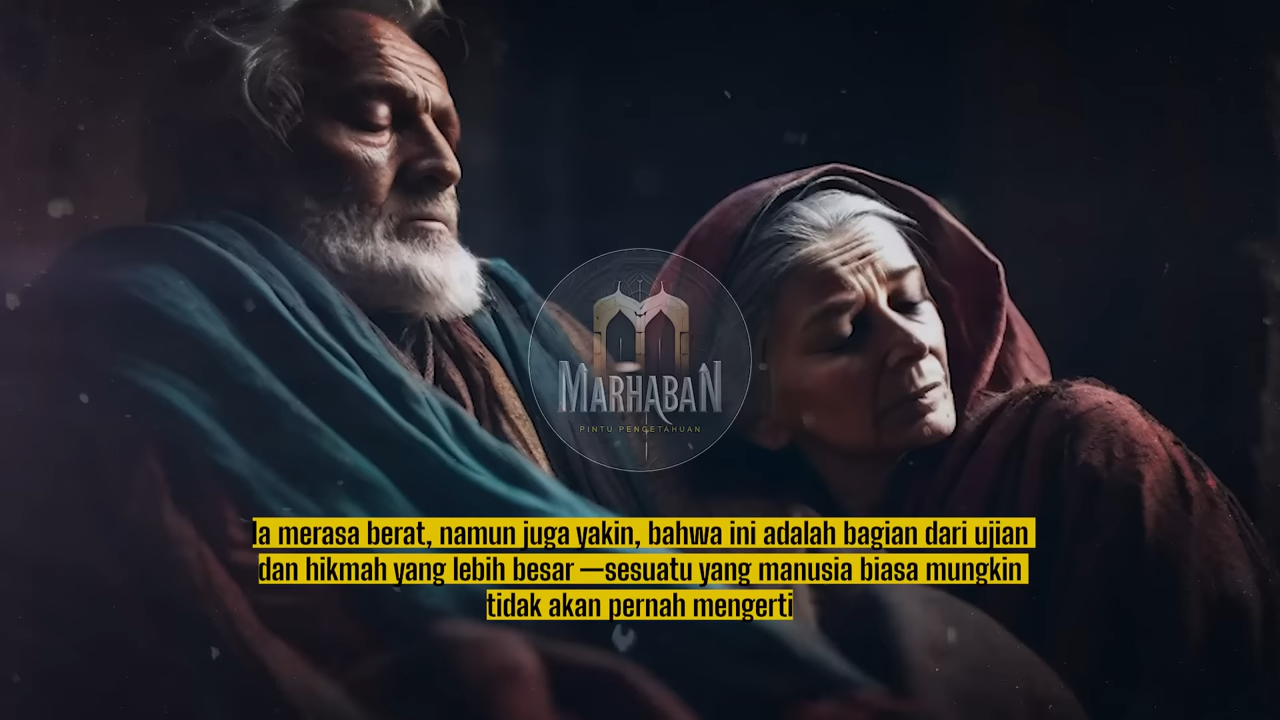 MARHABAN
PINTU PENGETAHUAN
Ia merasa berat, namun juga yakin, bahwa ini adalah bagian dari ujian
dan hikmah yang lebih besar —sesuatu yang manusia biasa mungkin
tidak akan pernah mengerti